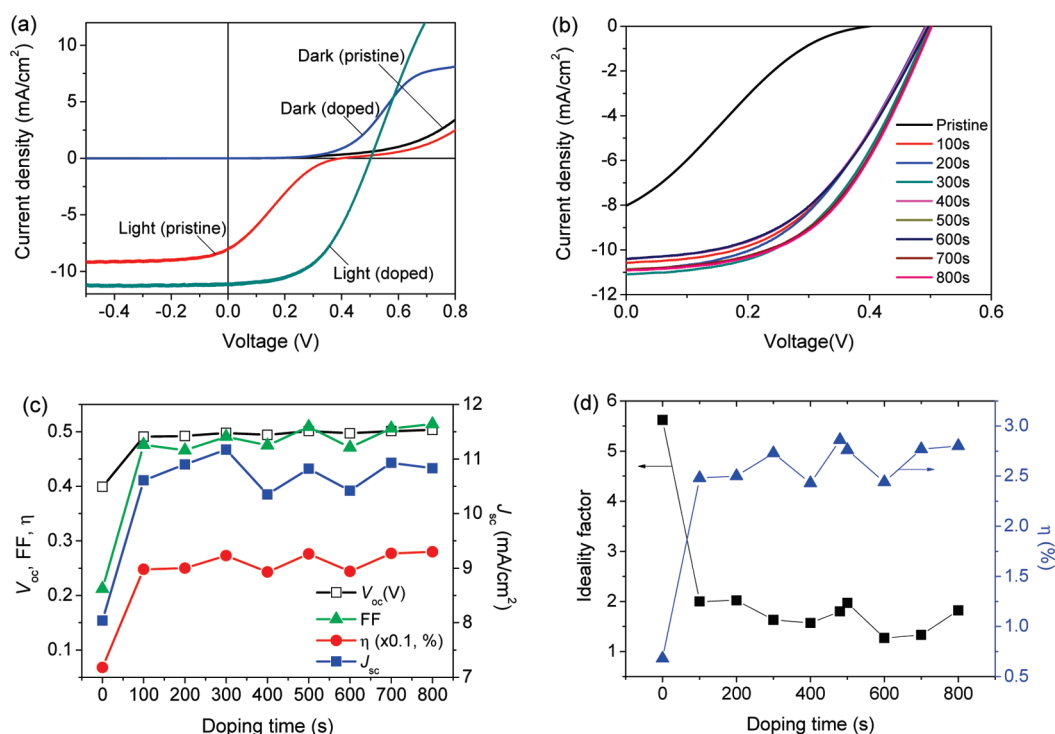 (a)
10
5
0
-5
-10
Current density (mA/cm²)
Dark (pristine)
Dark (doped)
Light (pristine)
Light (doped)
-0.4 -0.2 0.0 0.2 0.4 0.6 0.8
Voltage (V)
(b)
0
-2
-4
-6
-8
-10
-12
Current density (mA/cm²)
Pristine
100s
200s
300s
400s
500s
600s
700s
800s
0.0 0.2 0.4 0.6
Voltage(V)
(c)
0.5
0.4
0.3
0.2
0.1
Voc, FF, η
12
11
10
9
8
7
Jsc (mA/cm²)
Voc(V)
FF
η (x0.1, %)
Jsc
0 100 200 300 400 500 600 700 800
Doping time (s)
(d)
6
5
4
3
2
1
0
Ideality factor
3.0
2.5
2.0
1.5
1.0
0.5
η (%)
0 200 400 600 800
Doping time (s)